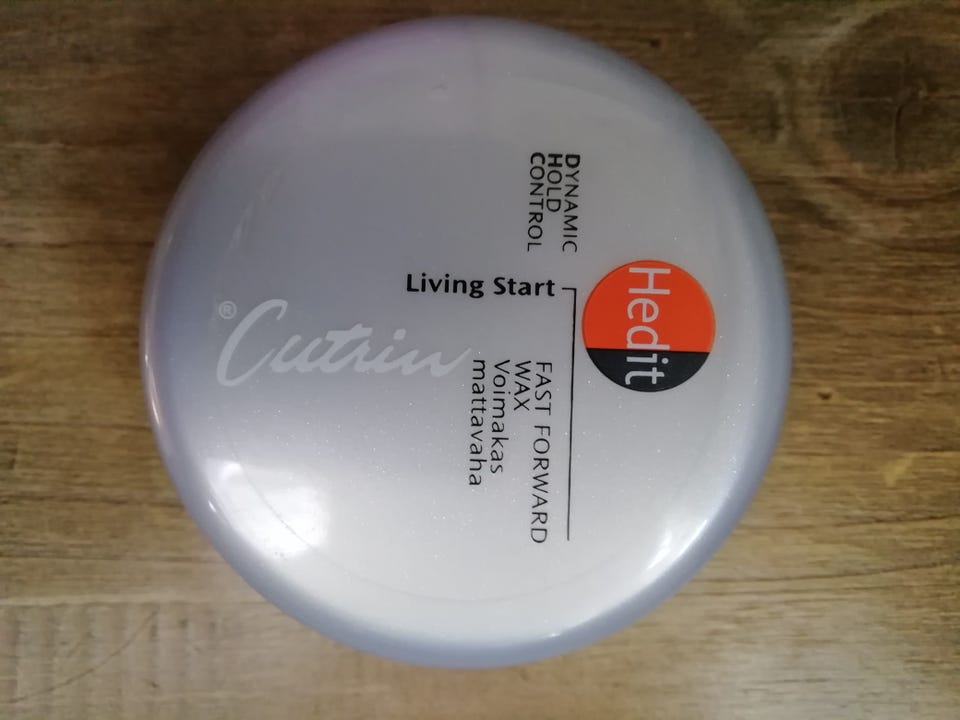 Hedit
DYNAMIC
HOLD
CONTROL
Living Start
FAST FORWARD
WAX
Voimakas
mattavaha
Cutrin®